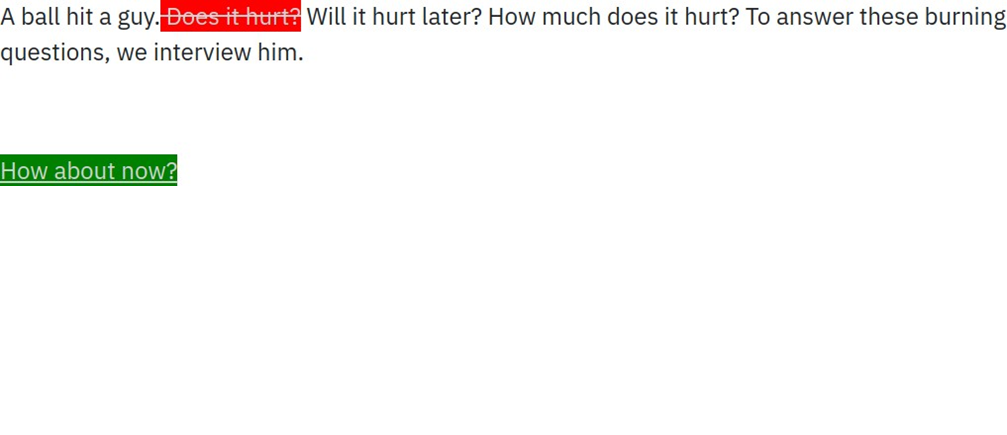 A ball hit a guy. Does it hurt? Will it hurt later? How much does it hurt? To answer these burning
questions, we interview him.
How about now?